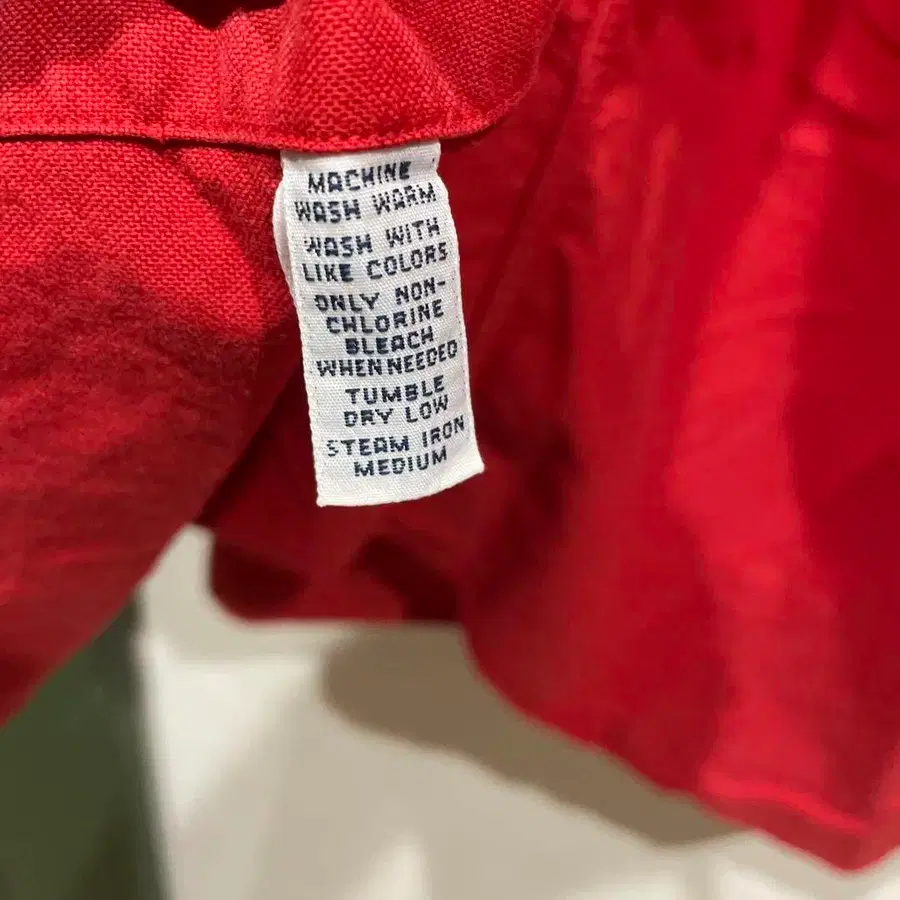 MACHINE
WASH WARM
WASH WITH
LIKE COLORS
ONLY NON-
CHLORINE
BLEACH
WHEN NEEDED
TUMBLE
DRY LOW
STEAM IRON
MEDIUM